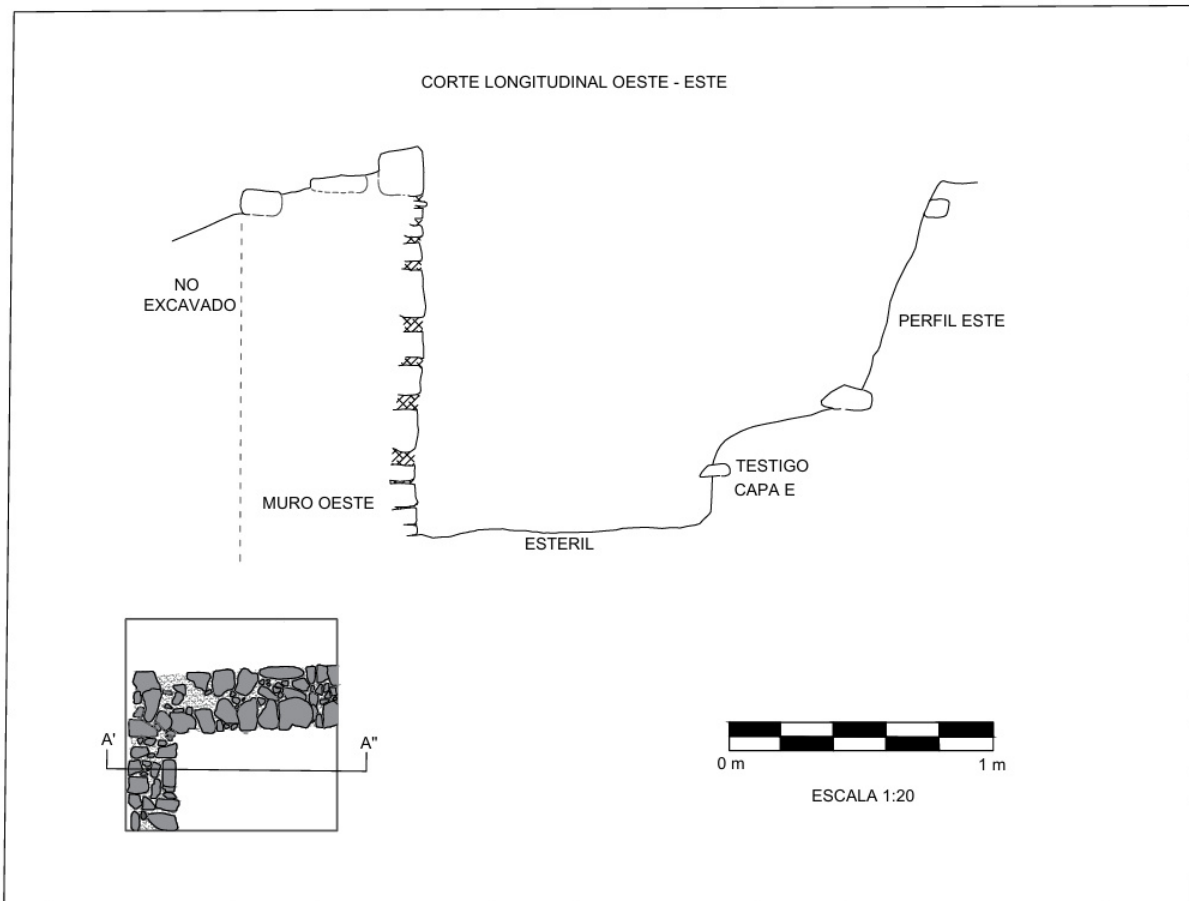 CORTE LONGITUDINAL OESTE - ESTE
NO
EXCAVADO
PERFIL ESTE
TESTIGO
CAPA E
MURO OESTE
ESTERIL
A'
A"
0 m
1 m
ESCALA 1:20